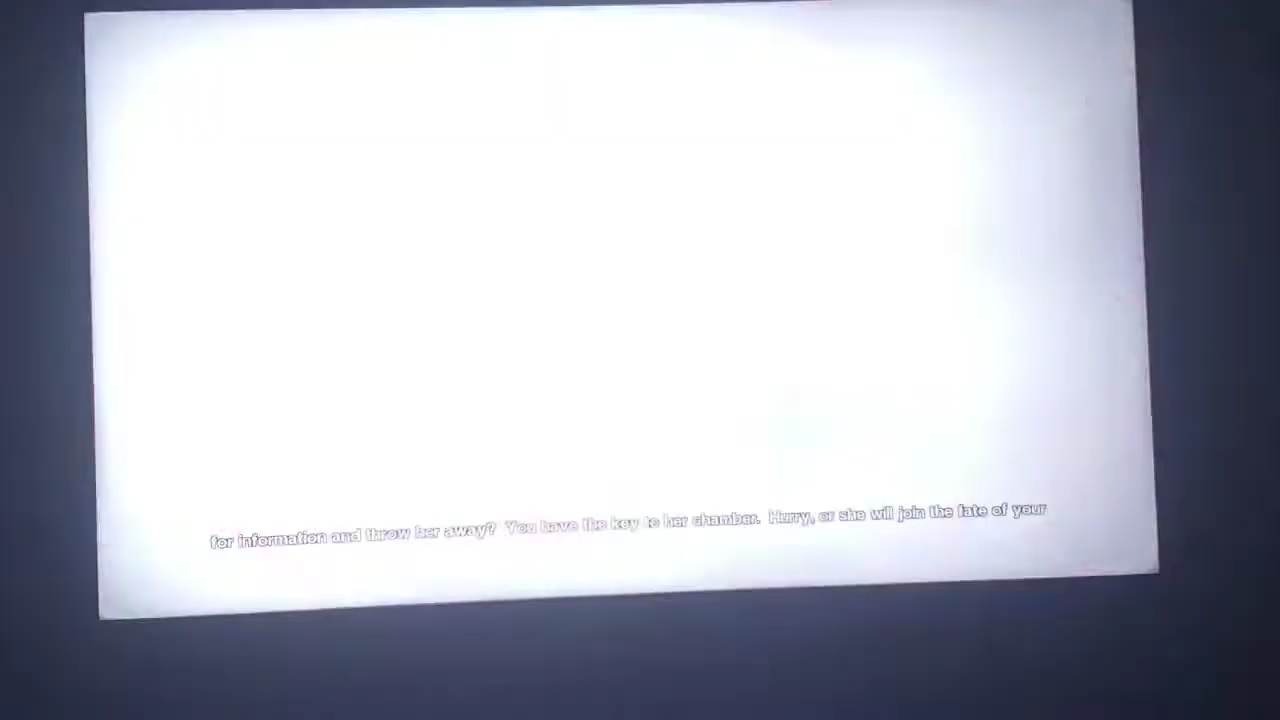 for information and throw her away?  You have the key to her chamber.  Hurry, or she will join the fate of your